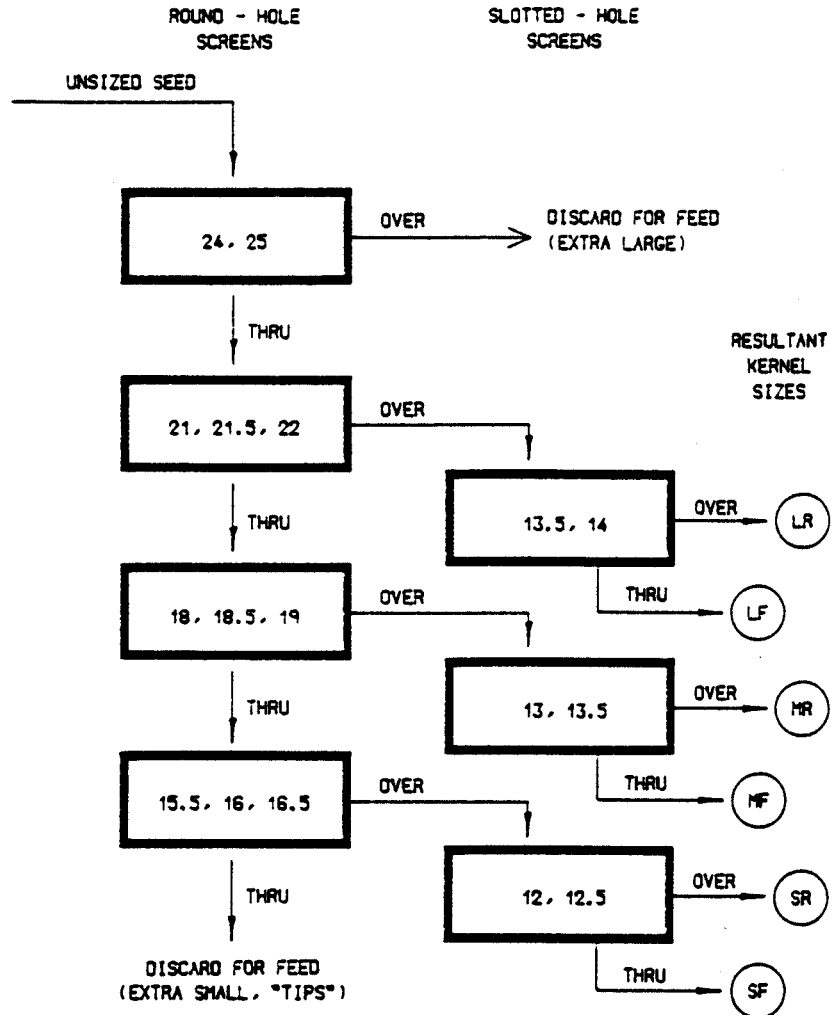 ROUND - HOLE
SCREENS
SLOTTED - HOLE
SCREENS
UNSIZED SEED
24, 25
OVER
DISCARD FOR FEED
(EXTRA LARGE)
THRU
RESULTANT
KERNEL
SIZES
21, 21.5, 22
OVER
THRU
13.5, 14
OVER
LR
THRU
LF
18, 18.5, 19
OVER
THRU
13, 13.5
OVER
MR
THRU
MF
15.5, 16, 16.5
OVER
THRU
12, 12.5
OVER
SR
THRU
SF
DISCARD FOR FEED
(EXTRA SMALL, "TIPS")